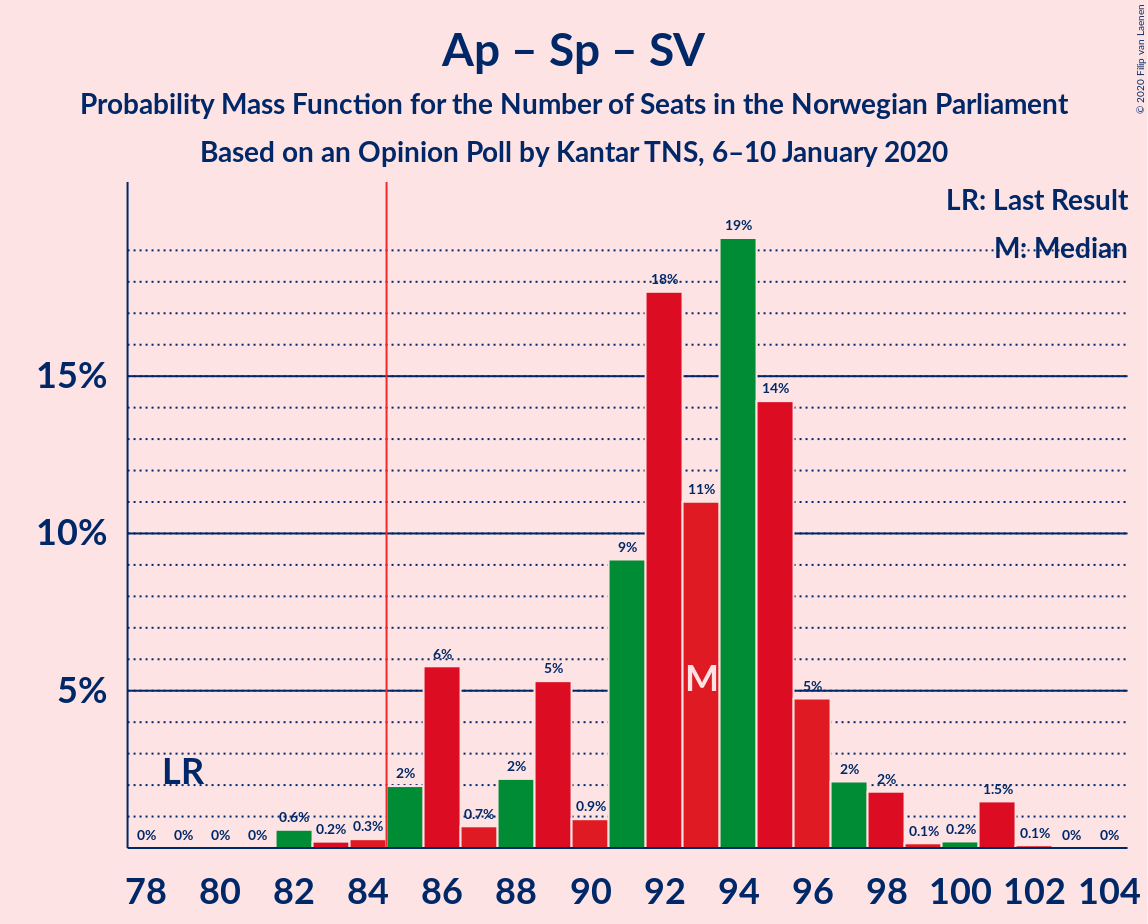 Ap – Sp – SV
Probability Mass Function for the Number of Seats in the Norwegian Parliament
Based on an Opinion Poll by Kantar TNS, 6–10 January 2020
© 2020 Filip van Laenen
LR: Last Result
M: Median
15%
10%
5%
LR
M
0% 0% 0% 0% 0.6% 0.2% 0.3% 2% 6% 0.7% 2% 5% 0.9% 9% 18% 11% 19% 14% 5% 2% 2% 0.1% 0.2% 1.5% 0.1% 0% 0%
78 80 82 84 86 88 90 92 94 96 98 100 102 104